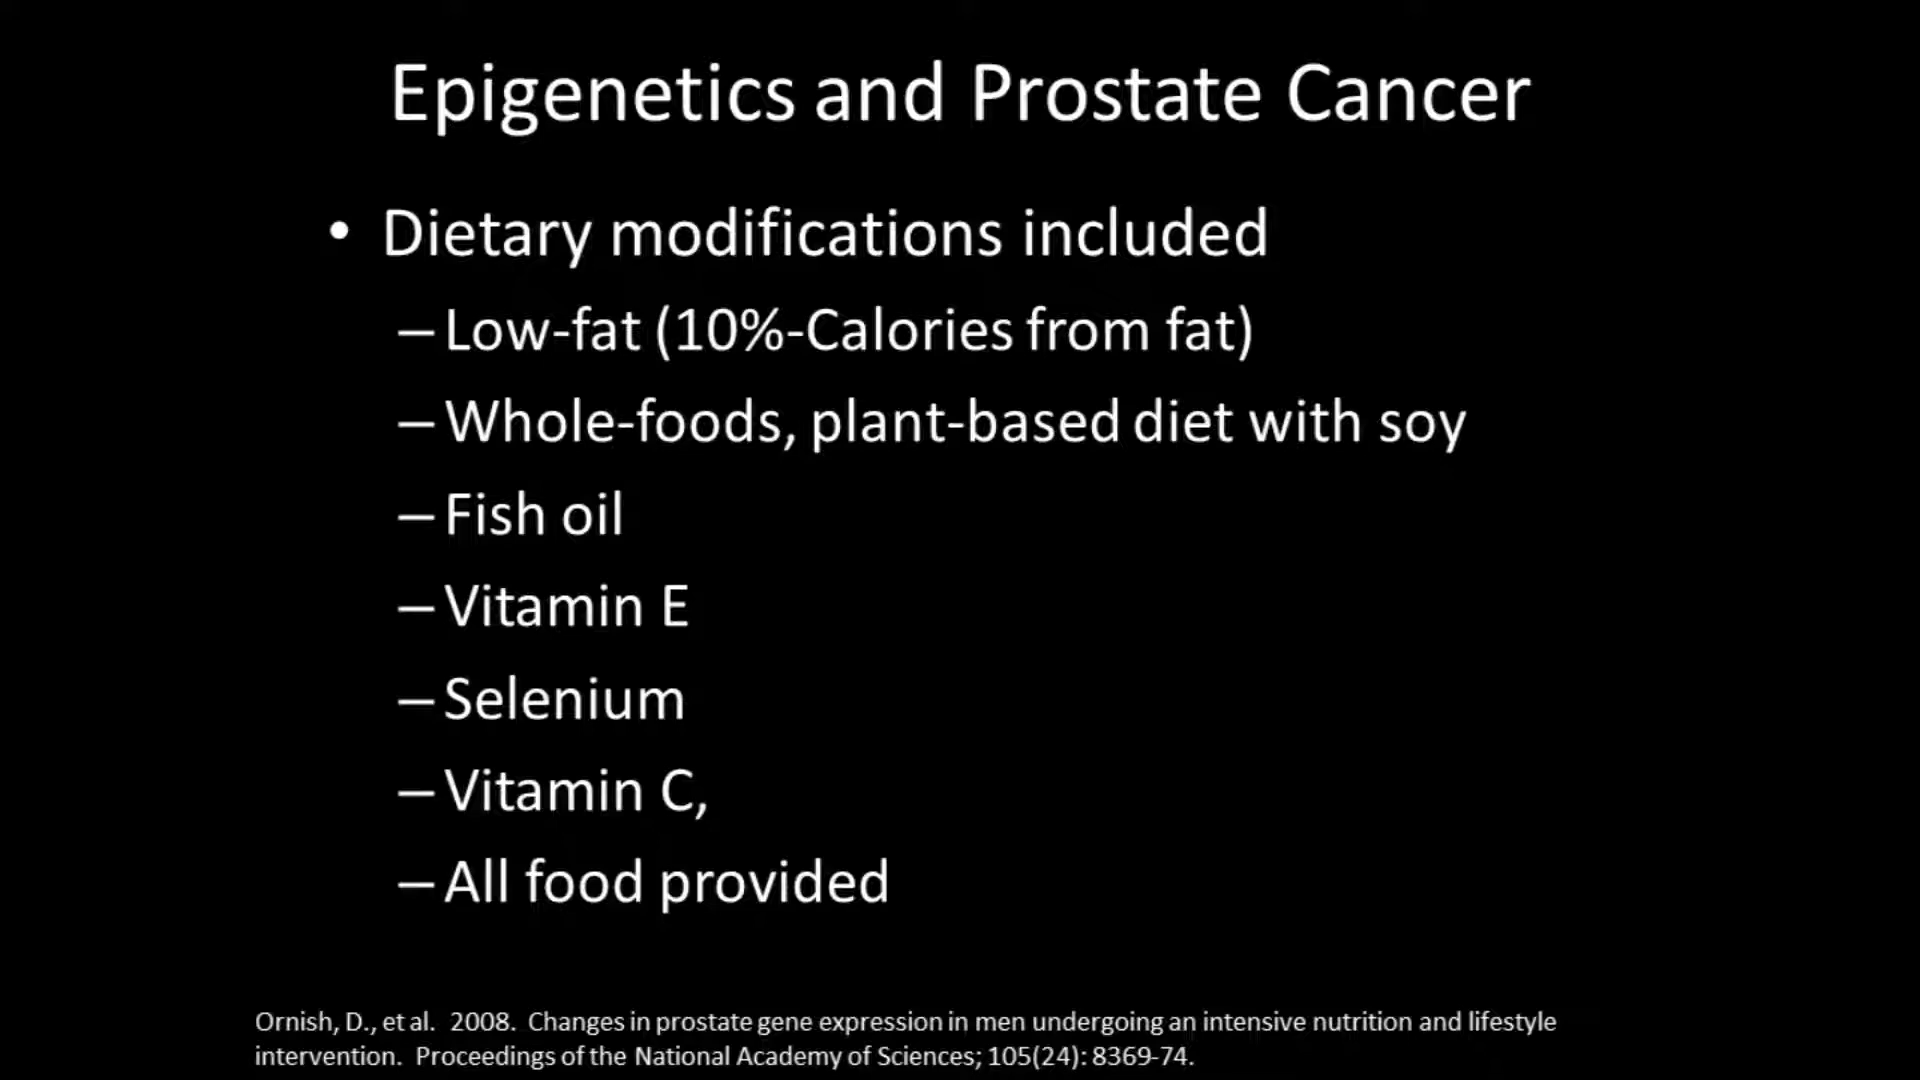 Epigenetics and Prostate Cancer
• Dietary modifications included
– Low-fat (10%-Calories from fat)
– Whole-foods, plant-based diet with soy
– Fish oil
– Vitamin E
– Selenium
– Vitamin C,
– All food provided
Ornish, D., et al. 2008. Changes in prostate gene expression in men undergoing an intensive nutrition and lifestyle
intervention. Proceedings of the National Academy of Sciences; 105(24): 8369-74.